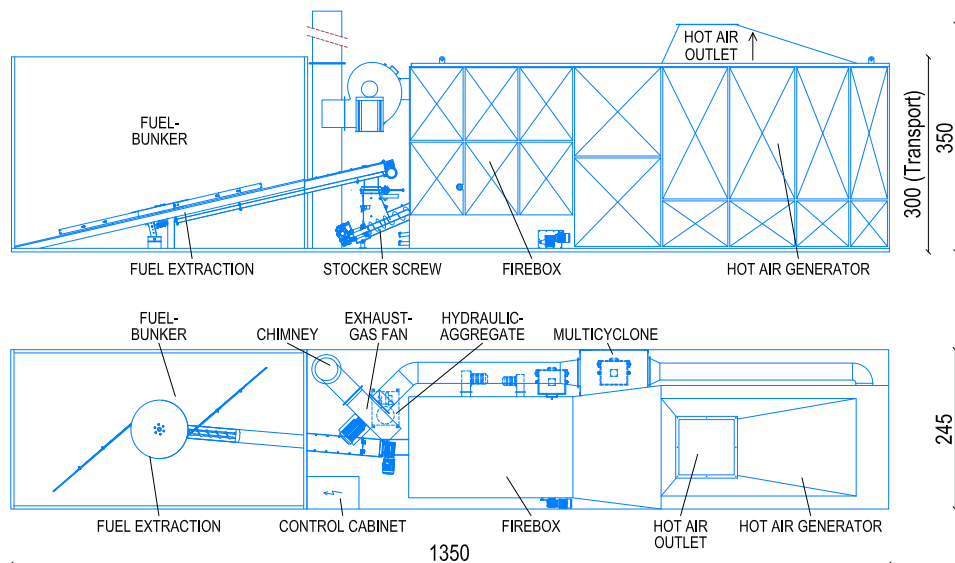 HOT AIR
OUTLET
FUEL-
BUNKER
300 (Transport)
350
FUEL EXTRACTION
STOCKER SCREW
FIREBOX
HOT AIR GENERATOR
FUEL-
BUNKER
CHIMNEY
EXHAUST-
GAS FAN
HYDRAULIC-
AGGREGATE
MULTICYCLONE
245
FUEL EXTRACTION
CONTROL CABINET
FIREBOX
HOT AIR
OUTLET
HOT AIR GENERATOR
1350